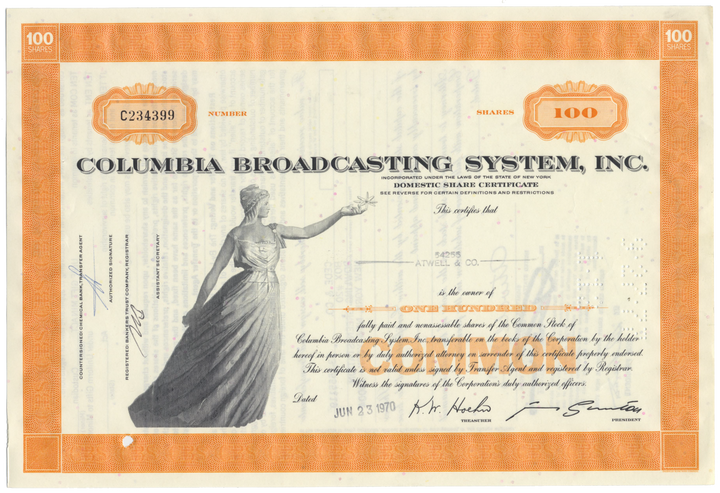 100
SHARES
100
SHARES
C234399
NUMBER
SHARES
100
COLUMBIA BROADCASTING SYSTEM, INC.
INCORPORATED UNDER THE LAWS OF THE STATE OF NEW YORK
DOMESTIC SHARE CERTIFICATE
SEE REVERSE FOR CERTAIN DEFINITIONS AND RESTRICTIONS
This certifies that
54255
ATWELL & CO.
is the owner of
ONE HUNDRED
fully paid and nonassessable shares of the Common Stock of
Columbia Broadcasting System, Inc., transferable on the books of the Corporation by the holder
hereof in person or by duly authorized attorney on surrender of this certificate properly endorsed.
This certificate is not valid unless signed by Transfer Agent and registered by Registrar.
Witness the signatures of the Corporation's duly authorized officers.
COMMON
Dated
JUN 23 1970
TREASURER
PRESIDENT
COUNTERSIGNED: CHEMICAL BANK, TRANSFER AGENT
AUTHORIZED SIGNATURE
REGISTERED: BANKERS TRUST COMPANY, REGISTRAR
ASSISTANT SECRETARY
100
SHARES
100
SHARES